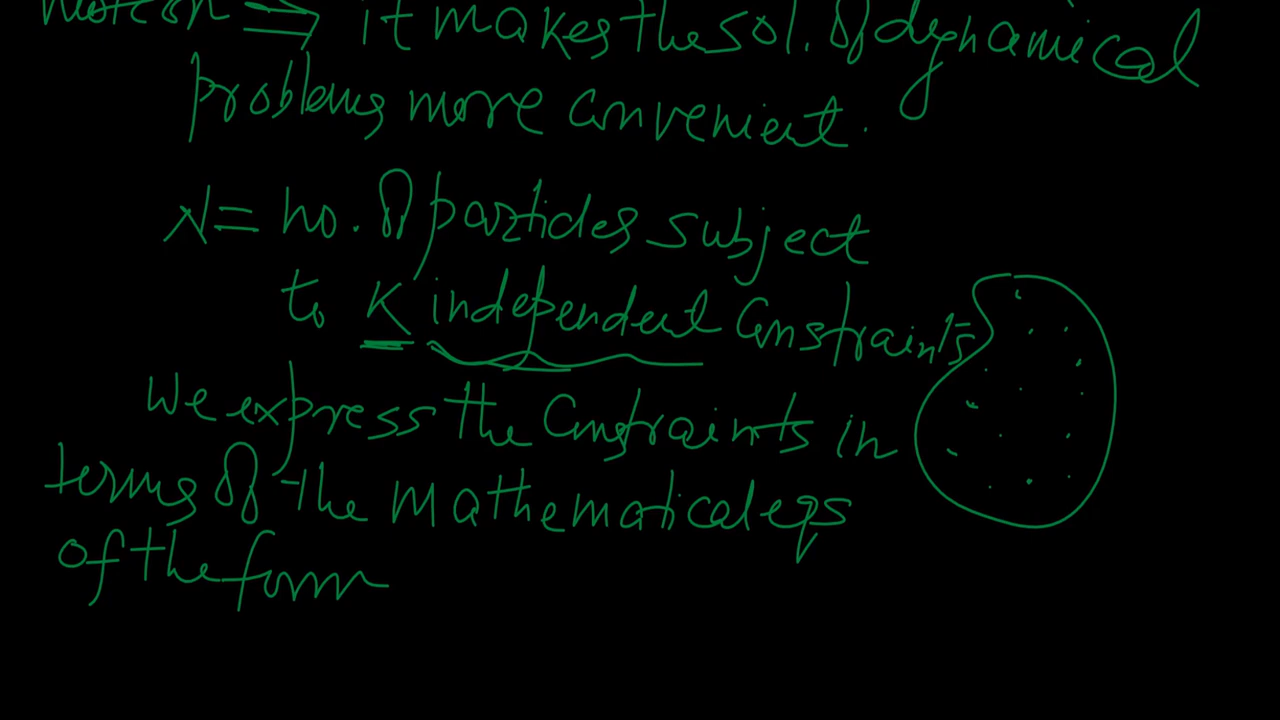 ⇒ it makes the sol. of dynamical
problems more convenient.
N = no. of particles subject
to K independent Constraints
We express the Constraints in
terms of the mathematical eqs
of the form